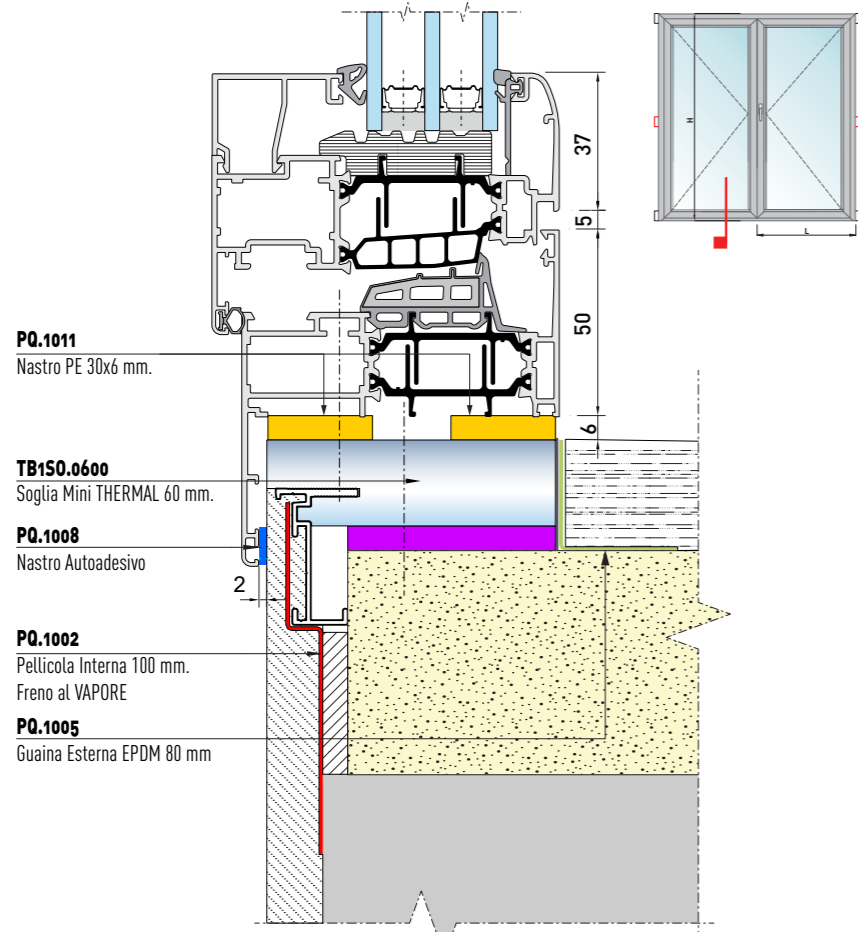 H
L
37
5
50
6
PQ.1011
Nastro PE 30x6 mm.
TB1SO.0600
Soglia Mini THERMAL 60 mm.
PQ.1008
Nastro Autoadesivo
2
PQ.1002
Pellicola Interna 100 mm.
Freno al VAPORE
PQ.1005
Guaina Esterna EPDM 80 mm